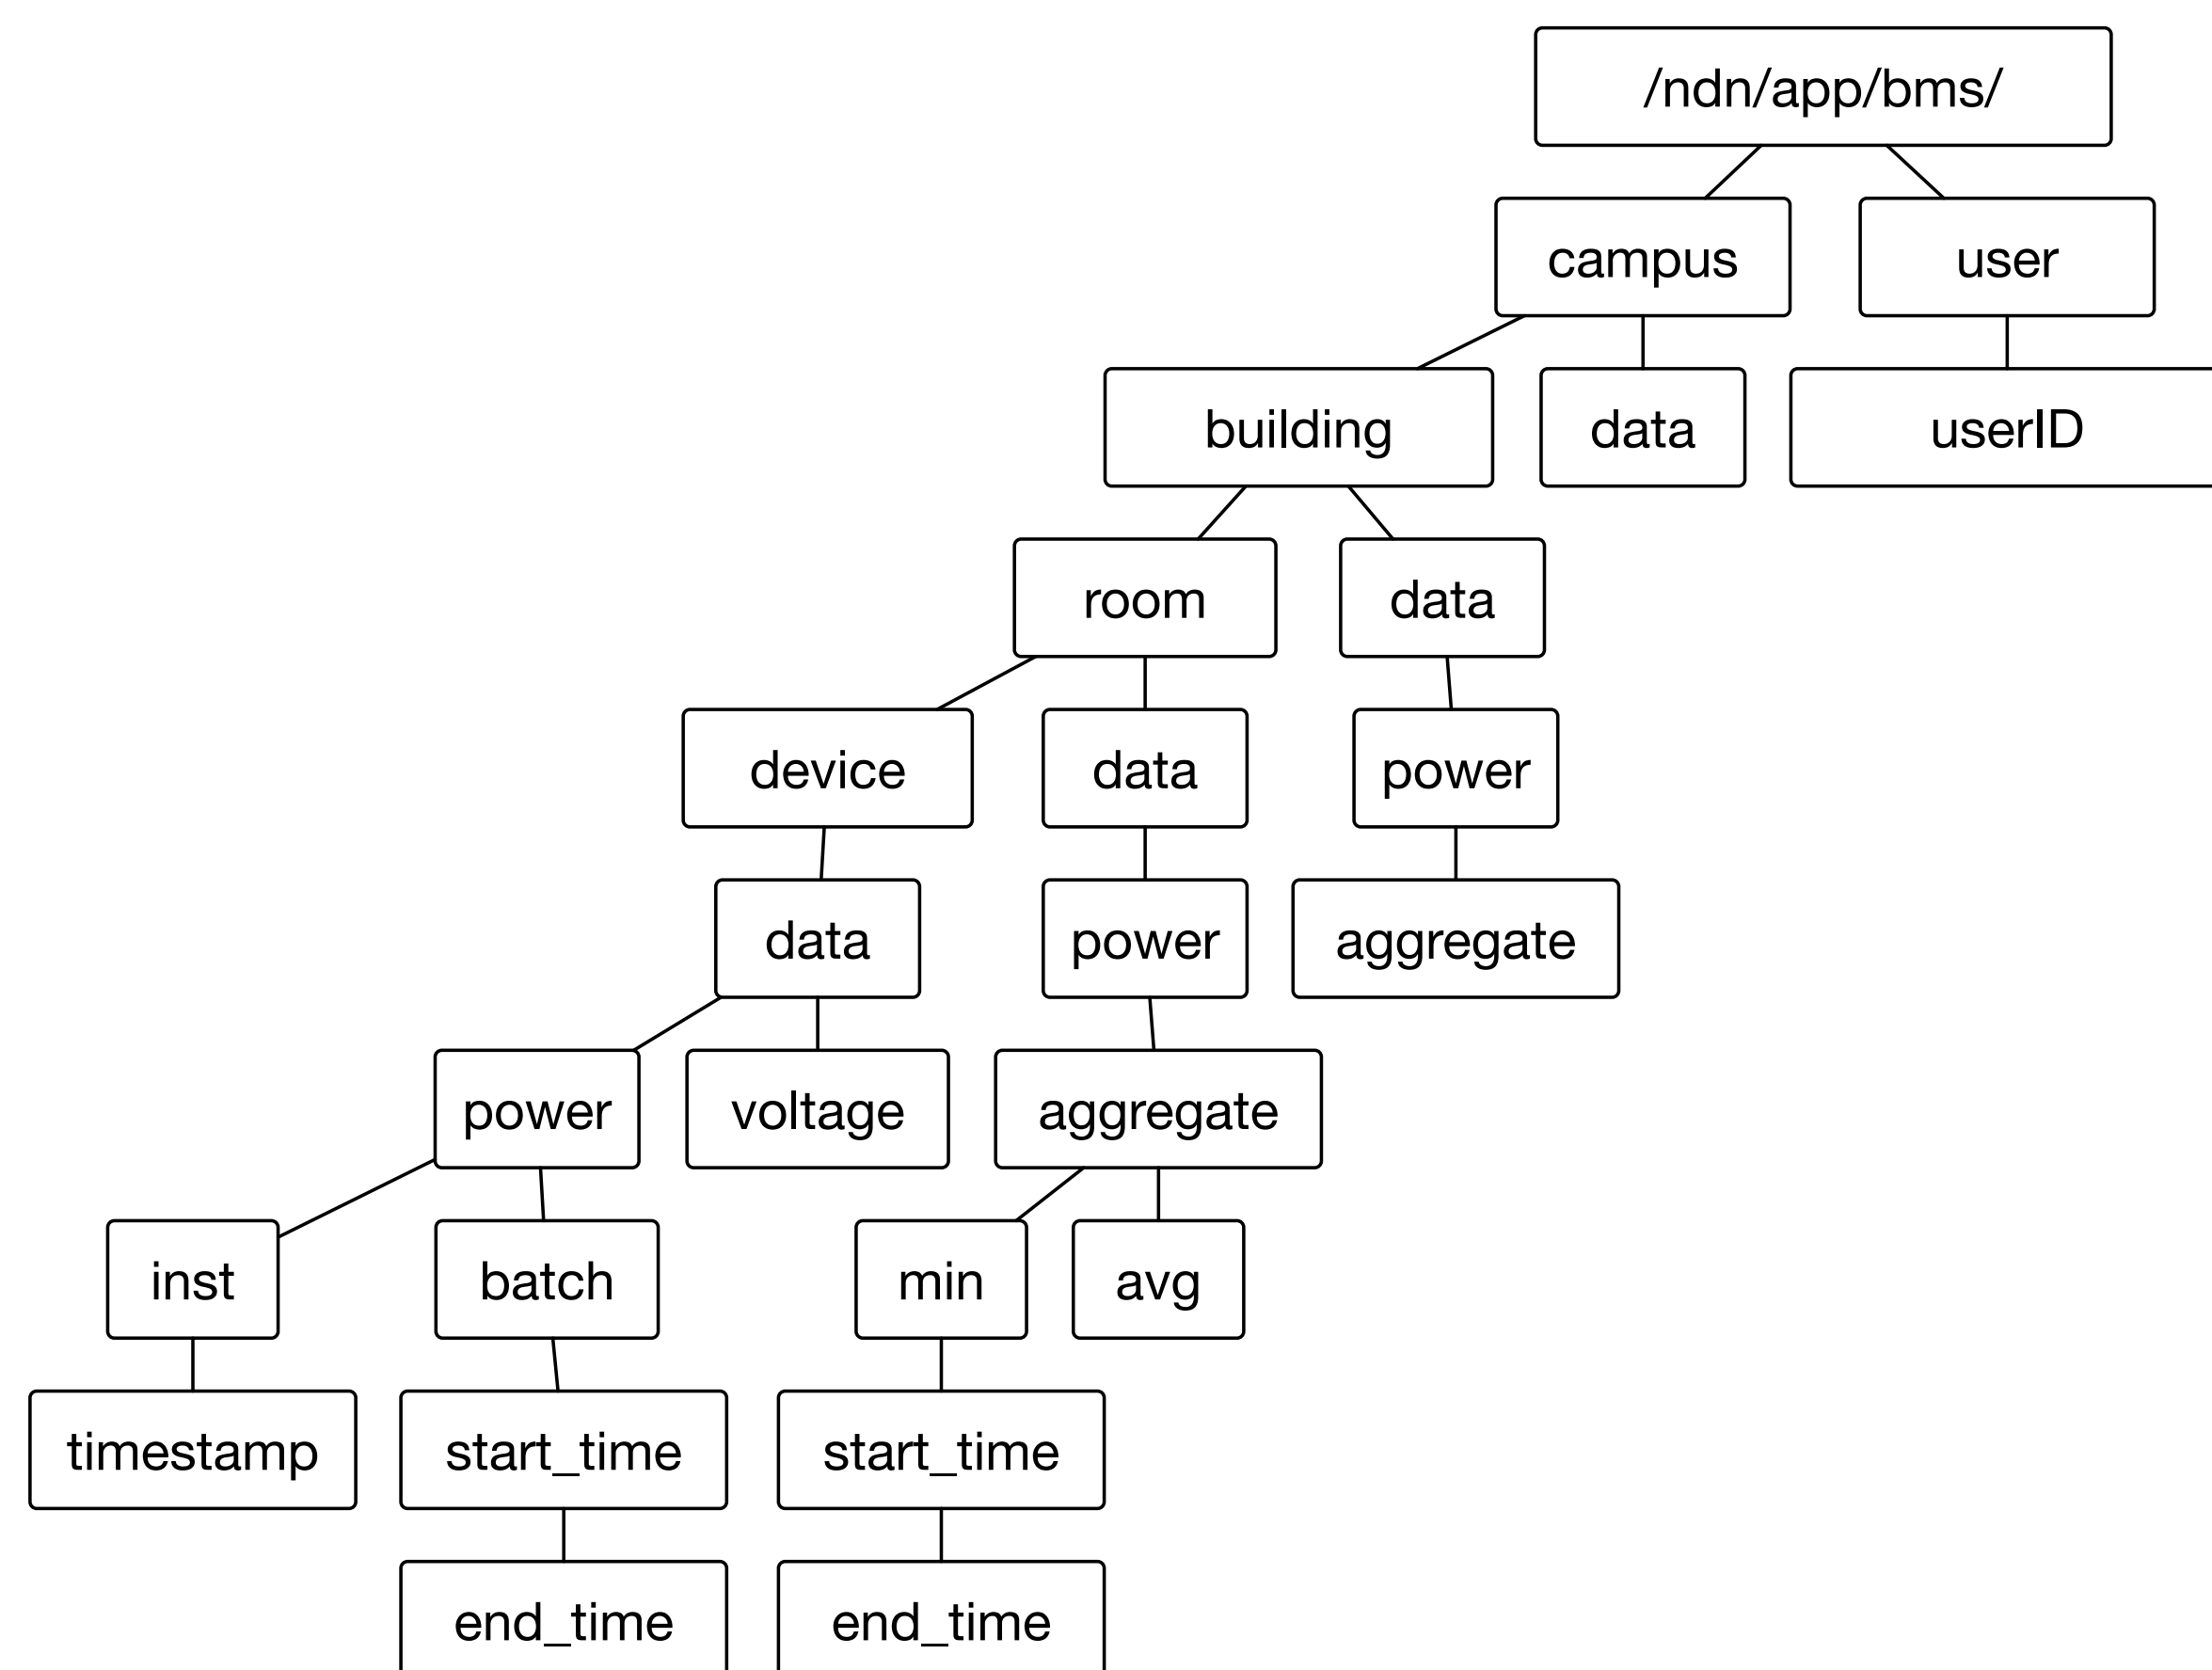 /ndn/app/bms/
campus
user
building
data
userID
room
data
device
data
power
data
power
aggregate
power
voltage
aggregate
inst
batch
min
avg
timestamp
start_time
start_time
end_time
end_time